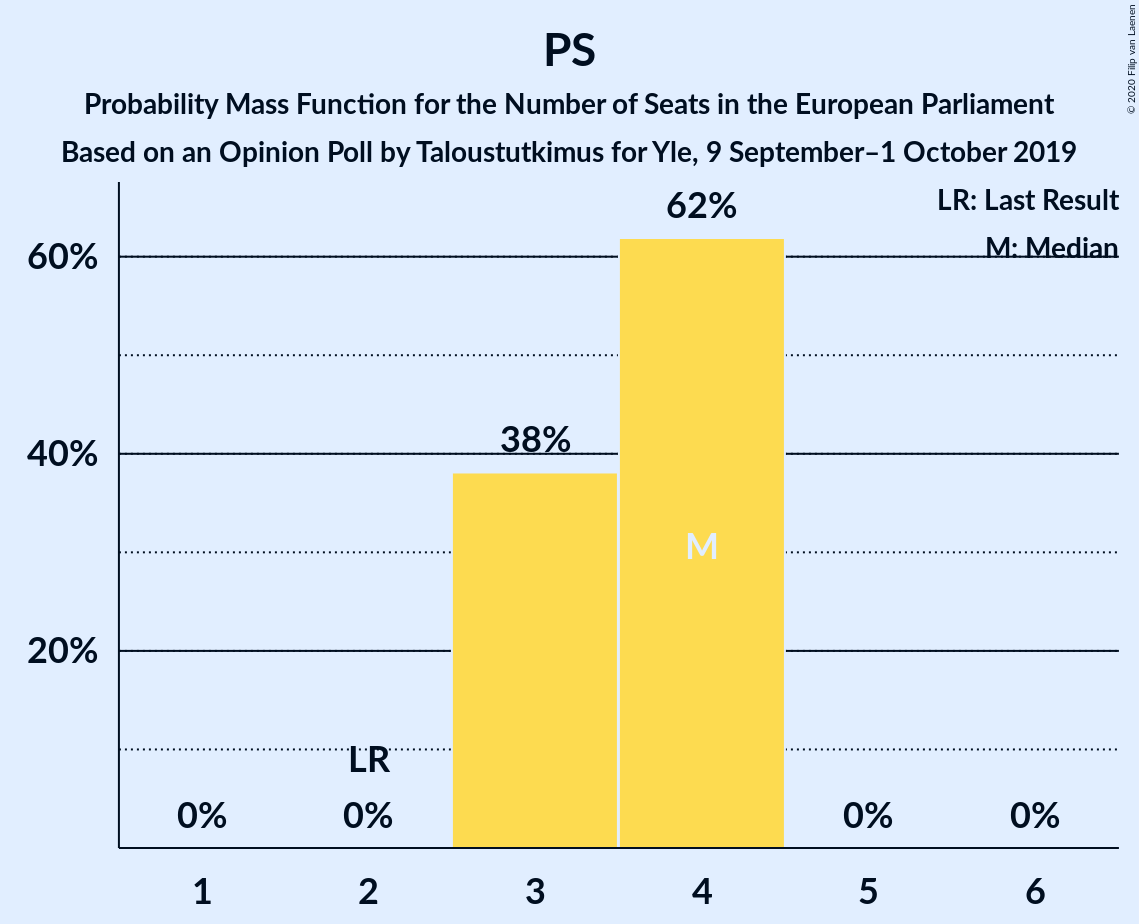 PS
Probability Mass Function for the Number of Seats in the European Parliament
Based on an Opinion Poll by Taloustutkimus for Yle, 9 September–1 October 2019
© 2020 Filip van Laenen
LR: Last Result
M: Median
62%
60%
38%
40%
M
20%
LR
0%
0%
0%
0%
1
2
3
4
5
6